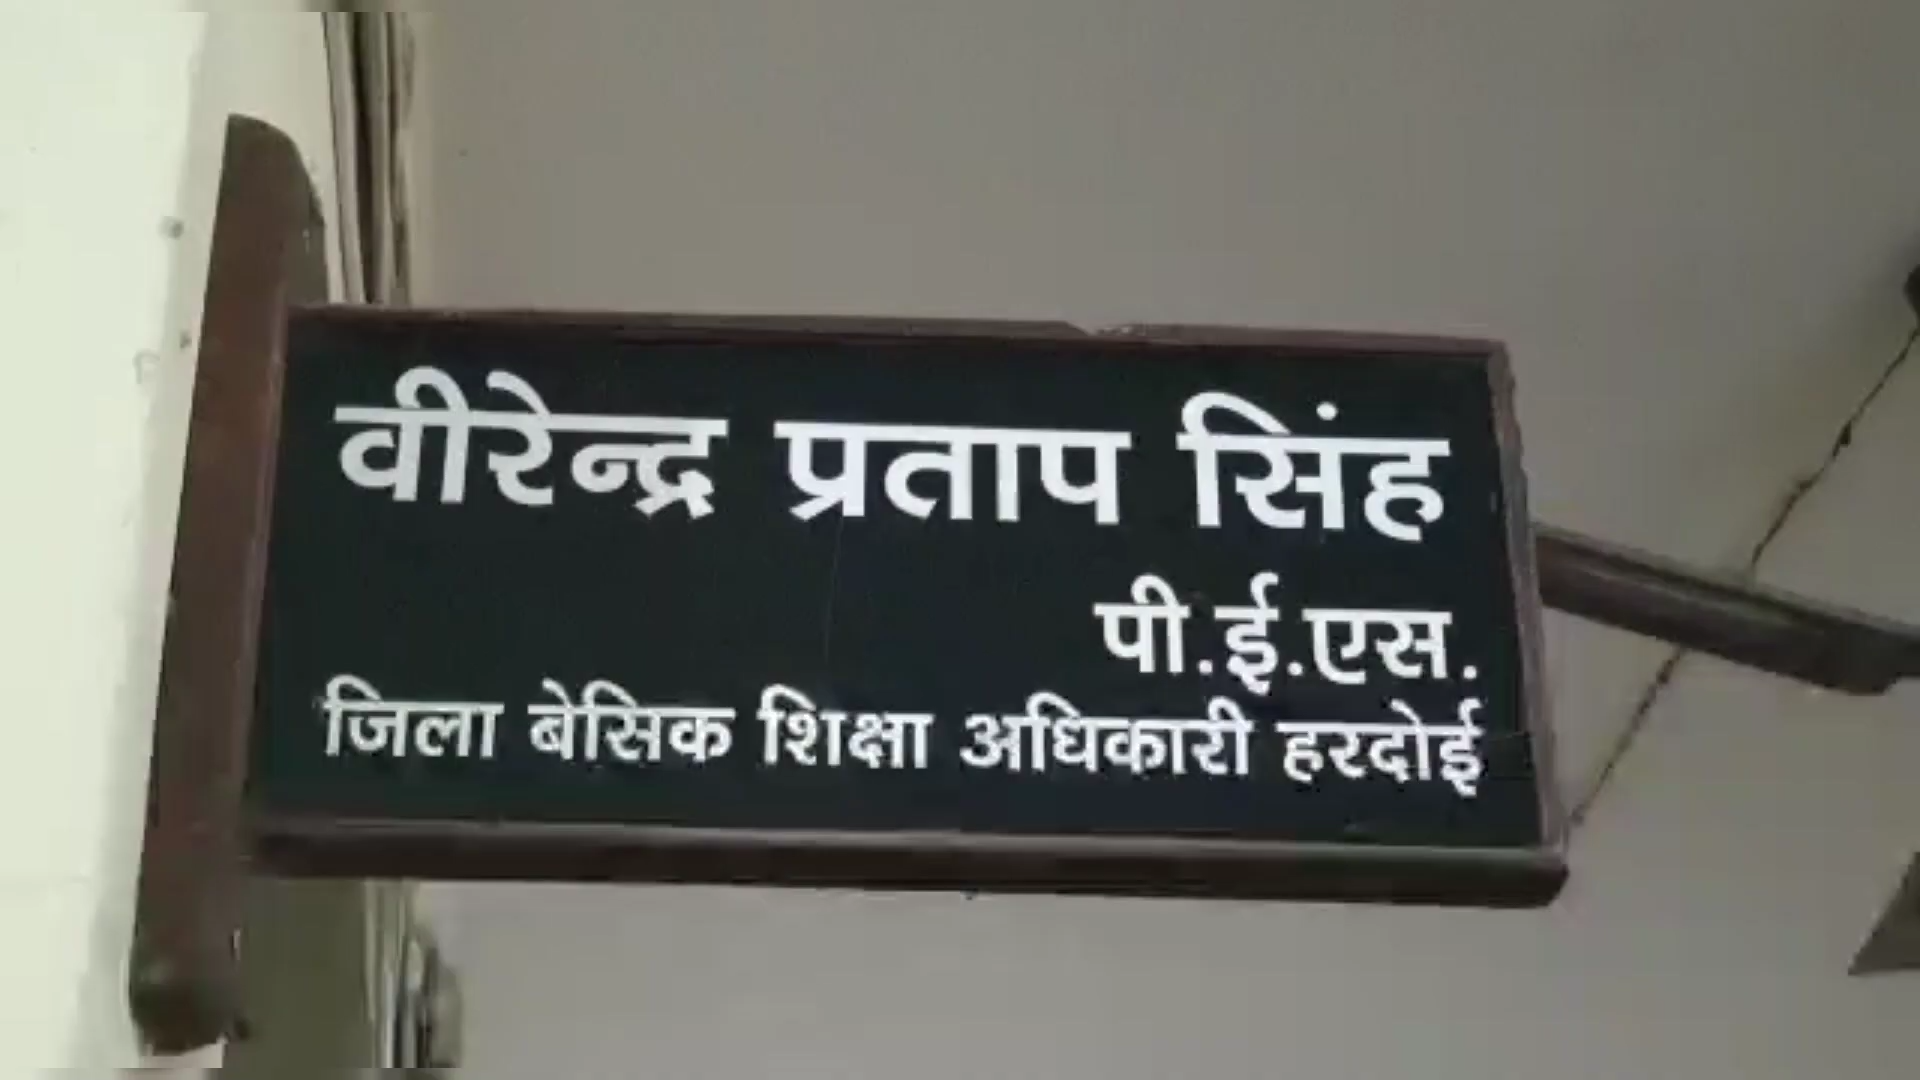 वीरेन्द्र प्रताप सिंह
पी.ई.एस.
जिला बेसिक शिक्षा अधिकारी हरदोई